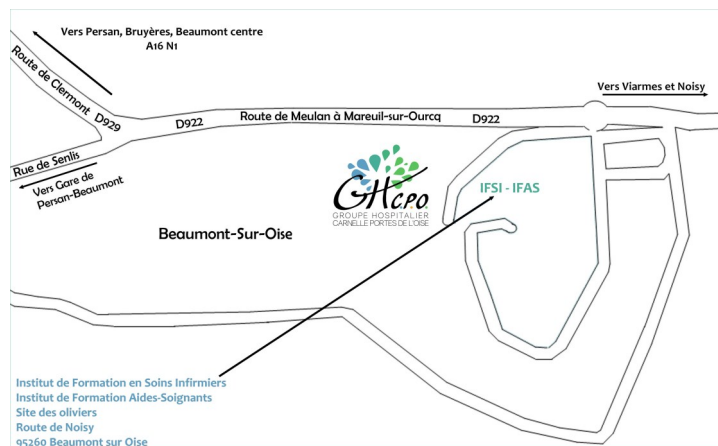 Vers Persan, Bruyères, Beaumont centre
A16 N1
Route de Clermont D929
Vers Viarmes et Noisy
D922
Route de Meulan à Mareuil-sur-Ourcq
D922
Rue de Senlis
Vers Gare de
Persan-Beaumont
GHC.P.O.
GROUPE HOSPITALIER
CARNELLE PORTES DE L'OISE
IFSI - IFAS
Beaumont-Sur-Oise
Institut de Formation en Soins Infirmiers
Institut de Formation Aides-Soignants
Site des oliviers
Route de Noisy
95260 Beaumont sur Oise